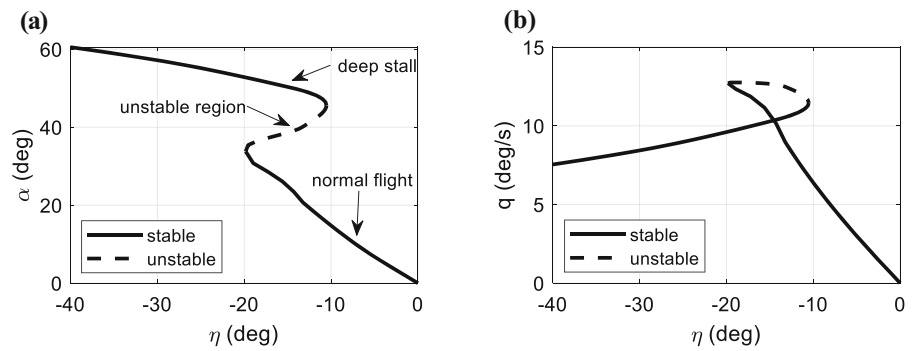 (a)
α (deg)
60
40
20
0
deep stall
unstable region
normal flight
stable
unstable
-40 -30 -20 -10 0
η (deg)
(b)
q (deg/s)
15
10
5
0
stable
unstable
-40 -30 -20 -10 0
η (deg)